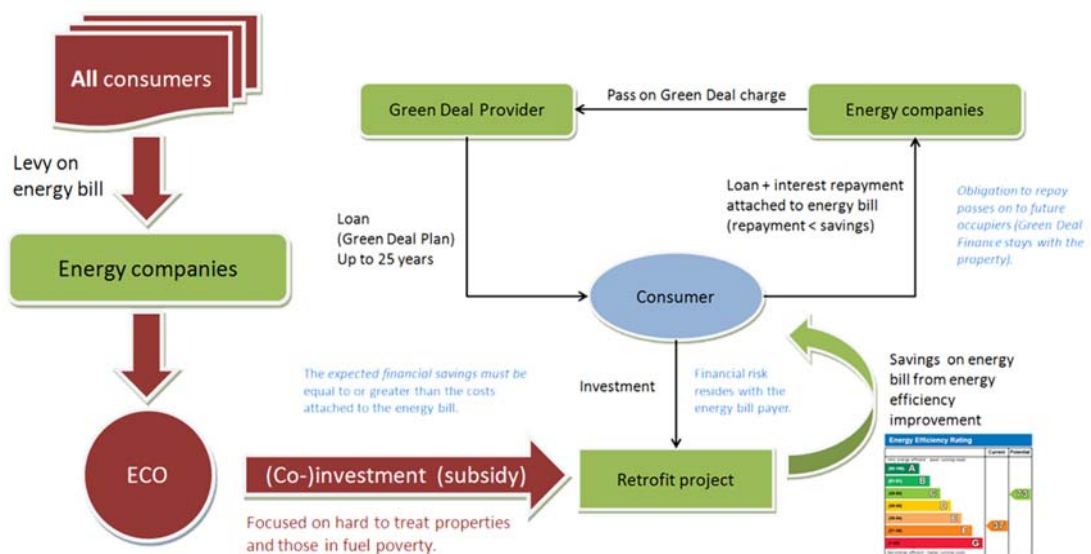 All consumers
Levy on
energy bill
Energy companies
ECO
Green Deal Provider
Pass on Green Deal charge
Energy companies
Loan
(Green Deal Plan)
Up to 25 years
Loan + interest repayment
attached to energy bill
(repayment < savings)
Obligation to repay
passes on to future
occupiers (Green Deal
Finance stays with the
property).
Consumer
The expected financial savings must be
equal to or greater than the costs
attached to the energy bill.
Investment
Financial risk
resides with the
energy bill payer.
Savings on energy
bill from energy
efficiency
improvement
(Co-)investment (subsidy)
Retrofit project
Focused on hard to treat properties
and those in fuel poverty.
Energy Efficiency Rating
Current Potential
A
B
C
73
D
E
F
37
G